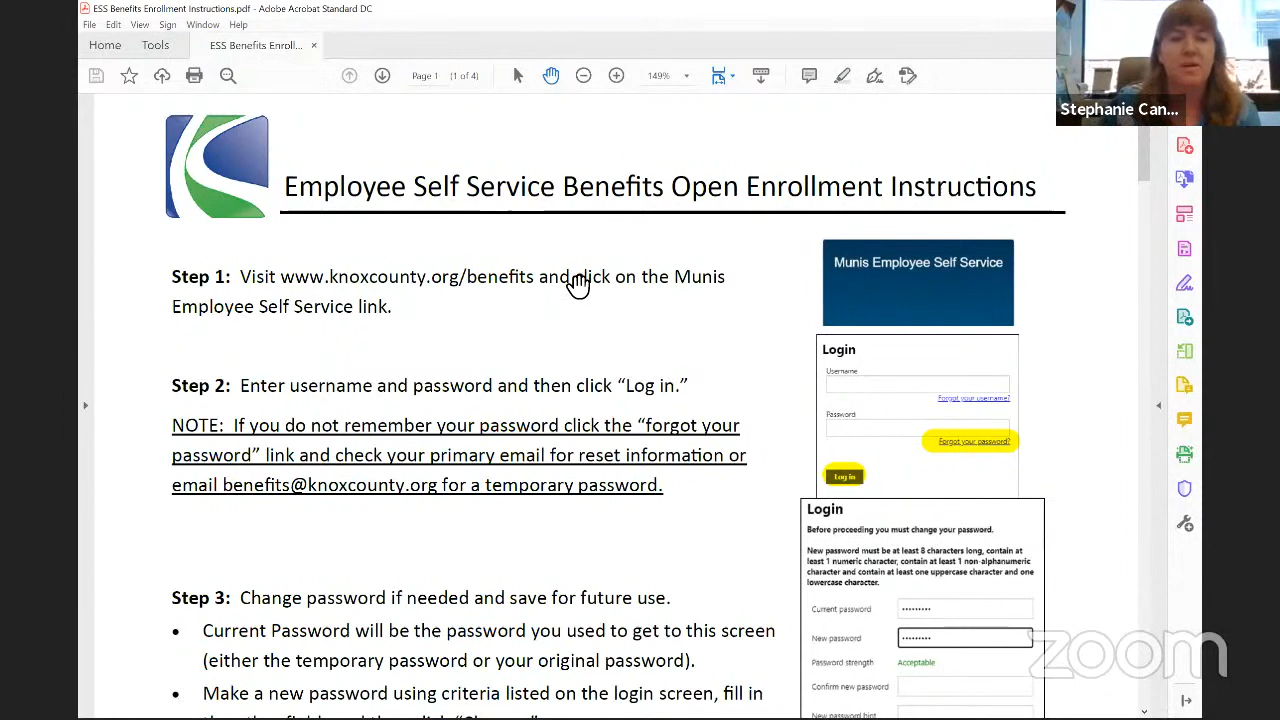 ESS Benefits Enrollment Instructions.pdf - Adobe Acrobat Standard DC
File Edit View Sign Window Help
Home Tools ESS Benefits Enroll... ×
Page 1 (1 of 4) 149%
Stephanie Can...
Employee Self Service Benefits Open Enrollment Instructions
Step 1: Visit www.knoxcounty.org/benefits and click on the Munis
Employee Self Service link.
Munis Employee Self Service
Step 2: Enter username and password and then click “Log in.”
NOTE: If you do not remember your password click the “forgot your
password” link and check your primary email for reset information or
email benefits@knoxcounty.org for a temporary password.
Login
Username
Forgot your username?
Password
Forgot your password?
Log in
Login
Before proceeding you must change your password.
New password must be at least 8 characters long, contain at
least 1 numeric character, contain at least 1 non-alphanumeric
character and contain at least one uppercase character and one
lowercase character.
Current password
New password
Password strength Acceptable
Confirm new password
New password hint
Step 3: Change password if needed and save for future use.
• Current Password will be the password you used to get to this screen
(either the temporary password or your original password).
• Make a new password using criteria listed on the login screen, fill in
zoom